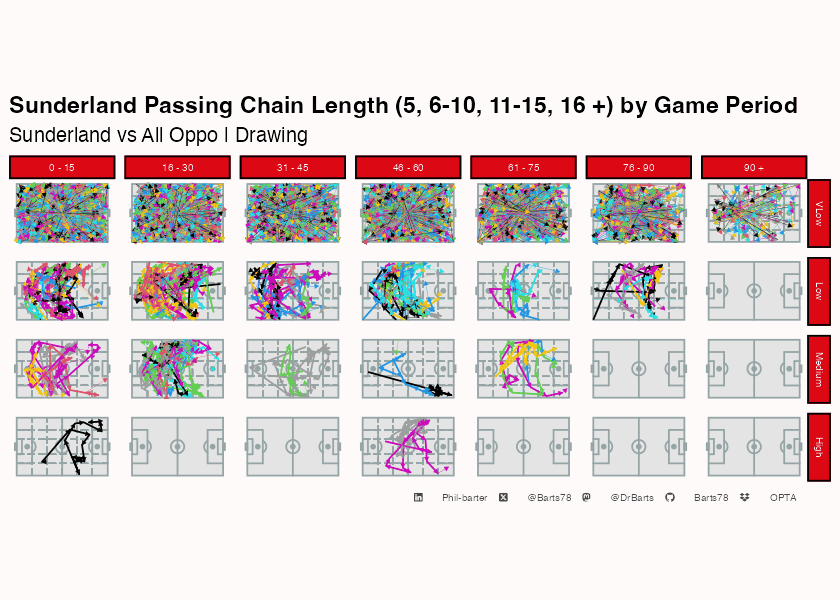 Sunderland Passing Chain Length (5, 6-10, 11-15, 16 +) by Game Period
Sunderland vs All Oppo | Drawing
0 - 15 16 - 30 31 - 45 46 - 60 61 - 75 76 - 90 90 +
VLow
Low
Medium
High
Phil-barter @Barts78 @DrBarts Barts78 OPTA